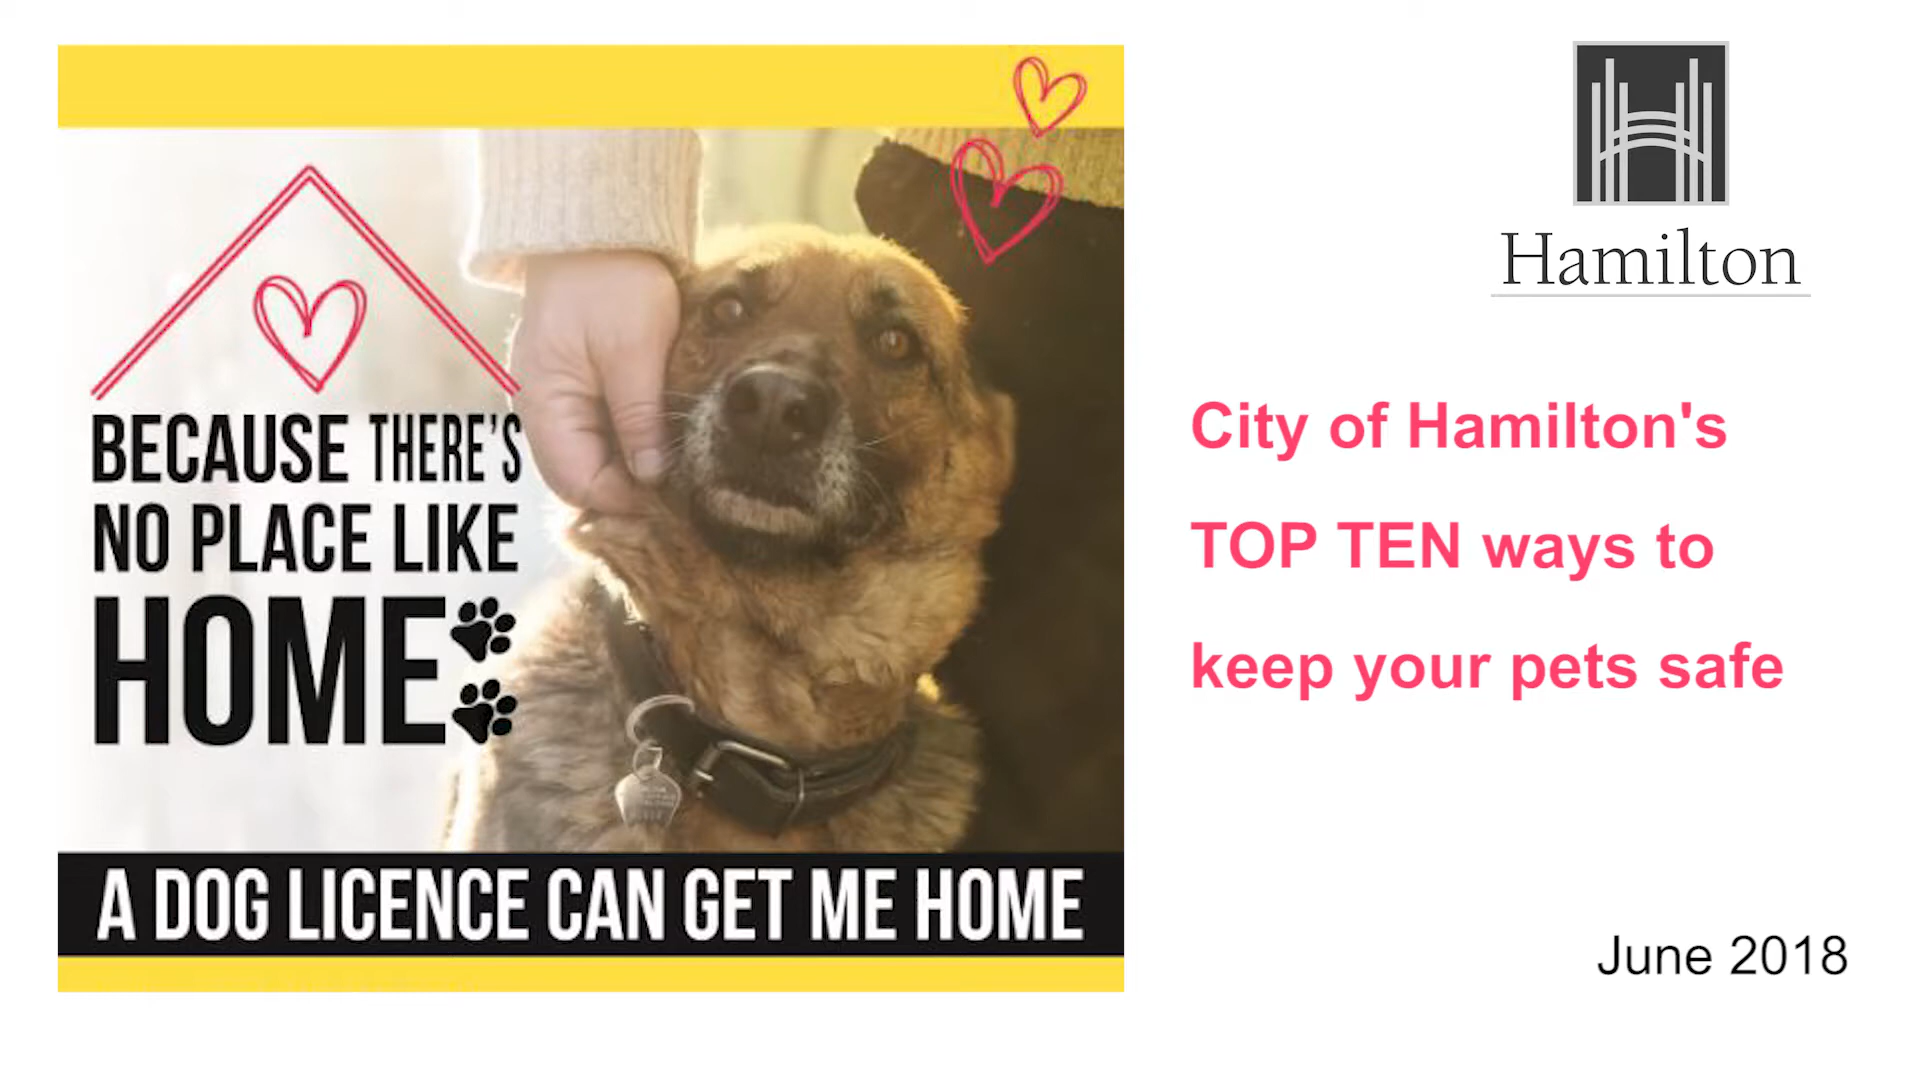 BECAUSE THERE'S
NO PLACE LIKE
HOME
A DOG LICENCE CAN GET ME HOME
Hamilton
City of Hamilton's
TOP TEN ways to
keep your pets safe
June 2018